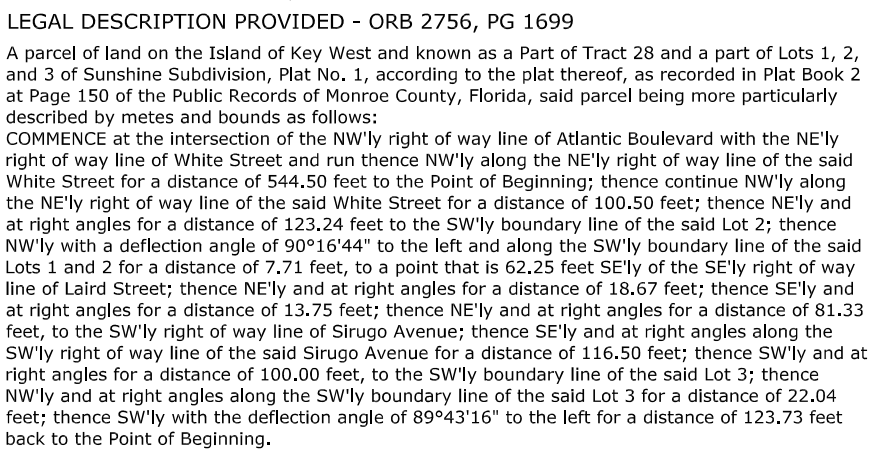 LEGAL DESCRIPTION PROVIDED - ORB 2756, PG 1699
A parcel of land on the Island of Key West and known as a Part of Tract 28 and a part of Lots 1, 2,
and 3 of Sunshine Subdivision, Plat No. 1, according to the plat thereof, as recorded in Plat Book 2
at Page 150 of the Public Records of Monroe County, Florida, said parcel being more particularly
described by metes and bounds as follows:
COMMENCE at the intersection of the NW'ly right of way line of Atlantic Boulevard with the NE'ly
right of way line of White Street and run thence NW'ly along the NE'ly right of way line of the said
White Street for a distance of 544.50 feet to the Point of Beginning; thence continue NW'ly along
the NE'ly right of way line of the said White Street for a distance of 100.50 feet; thence NE'ly and
at right angles for a distance of 123.24 feet to the SW'ly boundary line of the said Lot 2; thence
NW'ly with a deflection angle of 90°16'44" to the left and along the SW'ly boundary line of the said
Lots 1 and 2 for a distance of 7.71 feet, to a point that is 62.25 feet SE'ly of the SE'ly right of way
line of Laird Street; thence NE'ly and at right angles for a distance of 18.67 feet; thence SE'ly and
at right angles for a distance of 13.75 feet; thence NE'ly and at right angles for a distance of 81.33
feet, to the SW'ly right of way line of Sirugo Avenue; thence SE'ly and at right angles along the
SW'ly right of way line of the said Sirugo Avenue for a distance of 116.50 feet; thence SW'ly and at
right angles for a distance of 100.00 feet, to the SW'ly boundary line of the said Lot 3; thence
NW'ly and at right angles along the SW'ly boundary line of the said Lot 3 for a distance of 22.04
feet; thence SW'ly with the deflection angle of 89°43'16" to the left for a distance of 123.73 feet
back to the Point of Beginning.